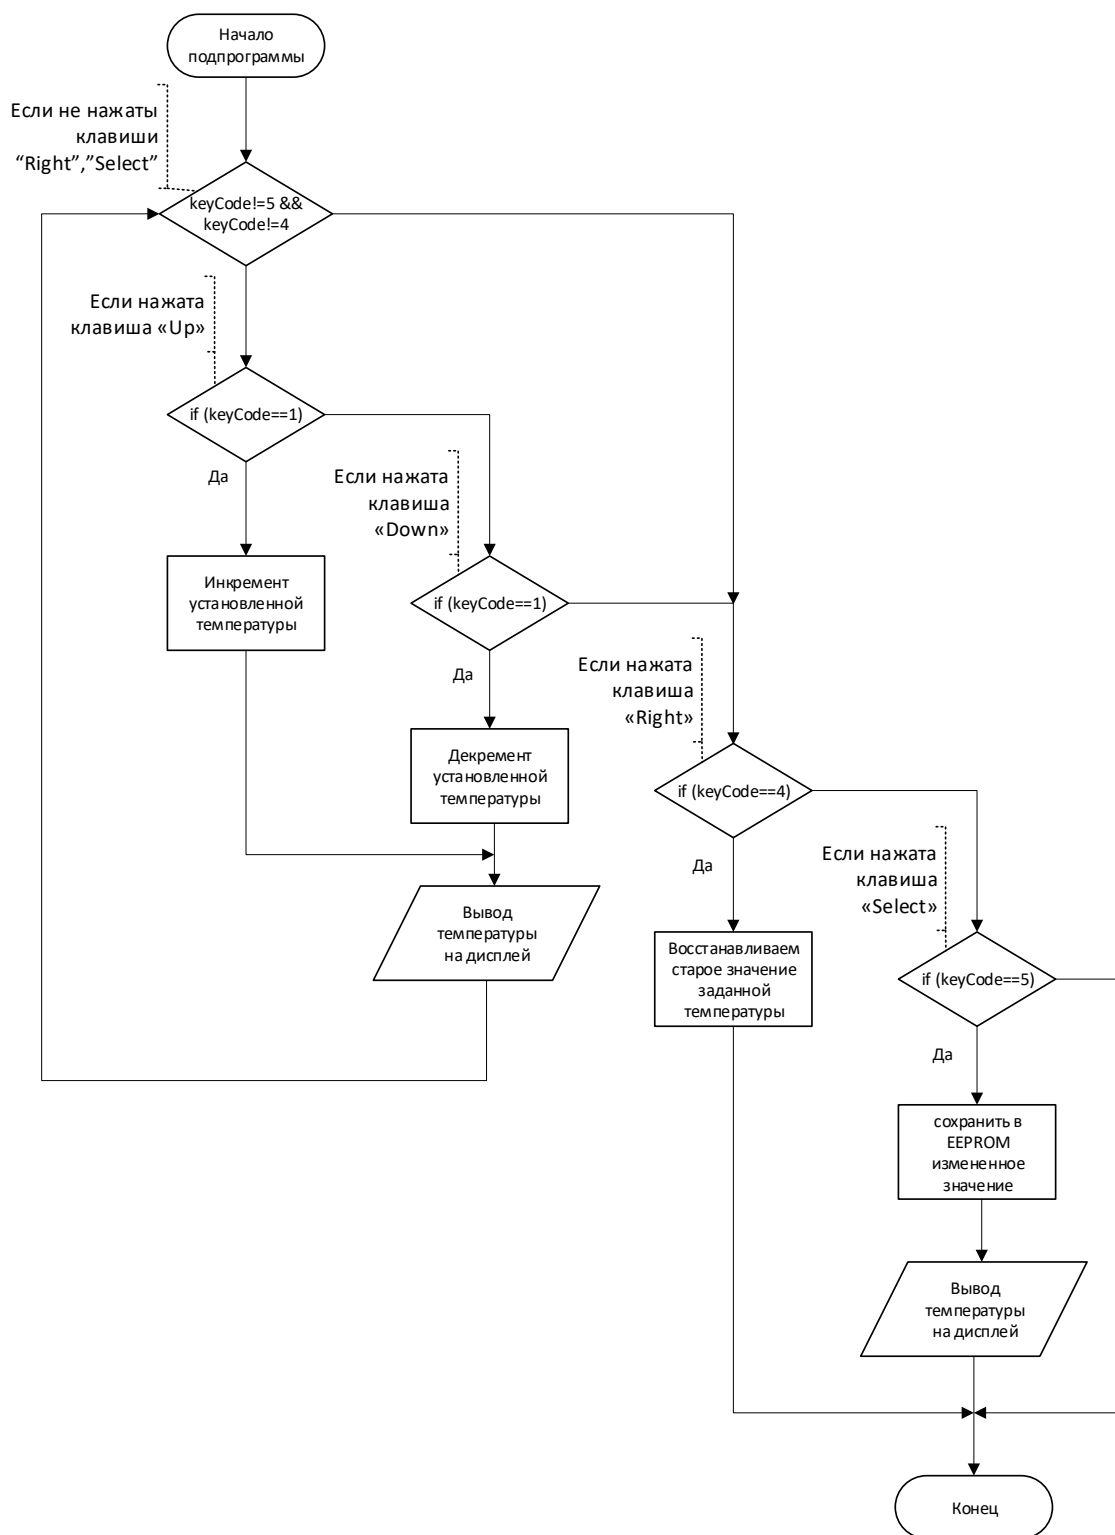 Начало
подпрограммы
Если не нажаты
клавиши
“Right”,”Select”
keyCode!=5 &&
keyCode!=4
Если нажата
клавиша «Up»
if (keyCode==1)
Да
Если нажата
клавиша
«Down»
Инкремент
установленной
температуры
if (keyCode==1)
Да
Если нажата
клавиша
«Right»
Декремент
установленной
температуры
if (keyCode==4)
Да
Если нажата
клавиша
«Select»
Вывод
температуры
на дисплей
Восстанавливаем
старое значение
заданной
температуры
if (keyCode==5)
Да
сохранить в
EEPROM
измененное
значение
Вывод
температуры
на дисплей
Конец